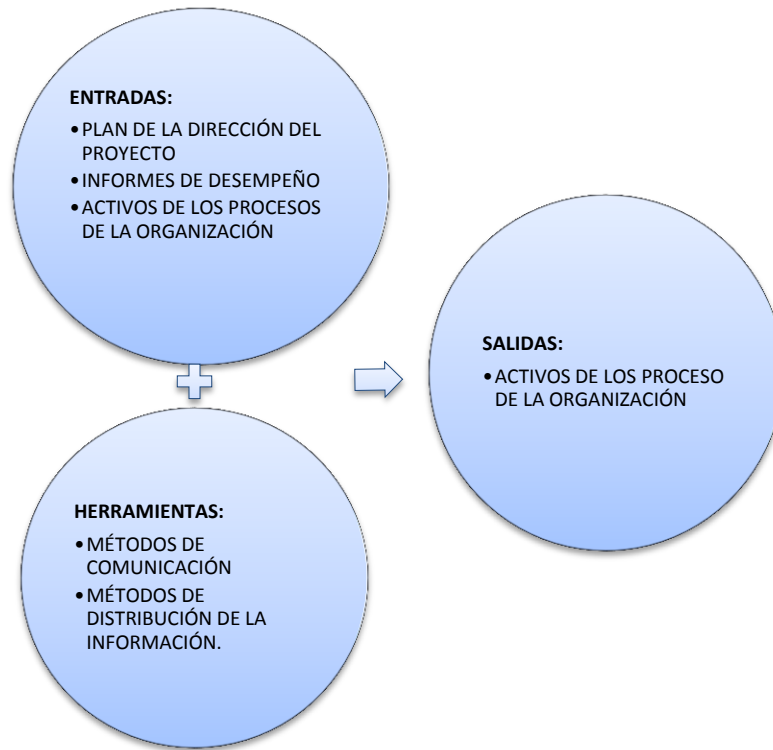 ENTRADAS:
•PLAN DE LA DIRECCIÓN DEL
PROYECTO
•INFORMES DE DESEMPEÑO
•ACTIVOS DE LOS PROCESOS
DE LA ORGANIZACIÓN
HERRAMIENTAS:
•MÉTODOS DE
COMUNICACIÓN
•MÉTODOS DE
DISTRIBUCIÓN DE LA
INFORMACIÓN.
SALIDAS:
•ACTIVOS DE LOS PROCESO
DE LA ORGANIZACIÓN